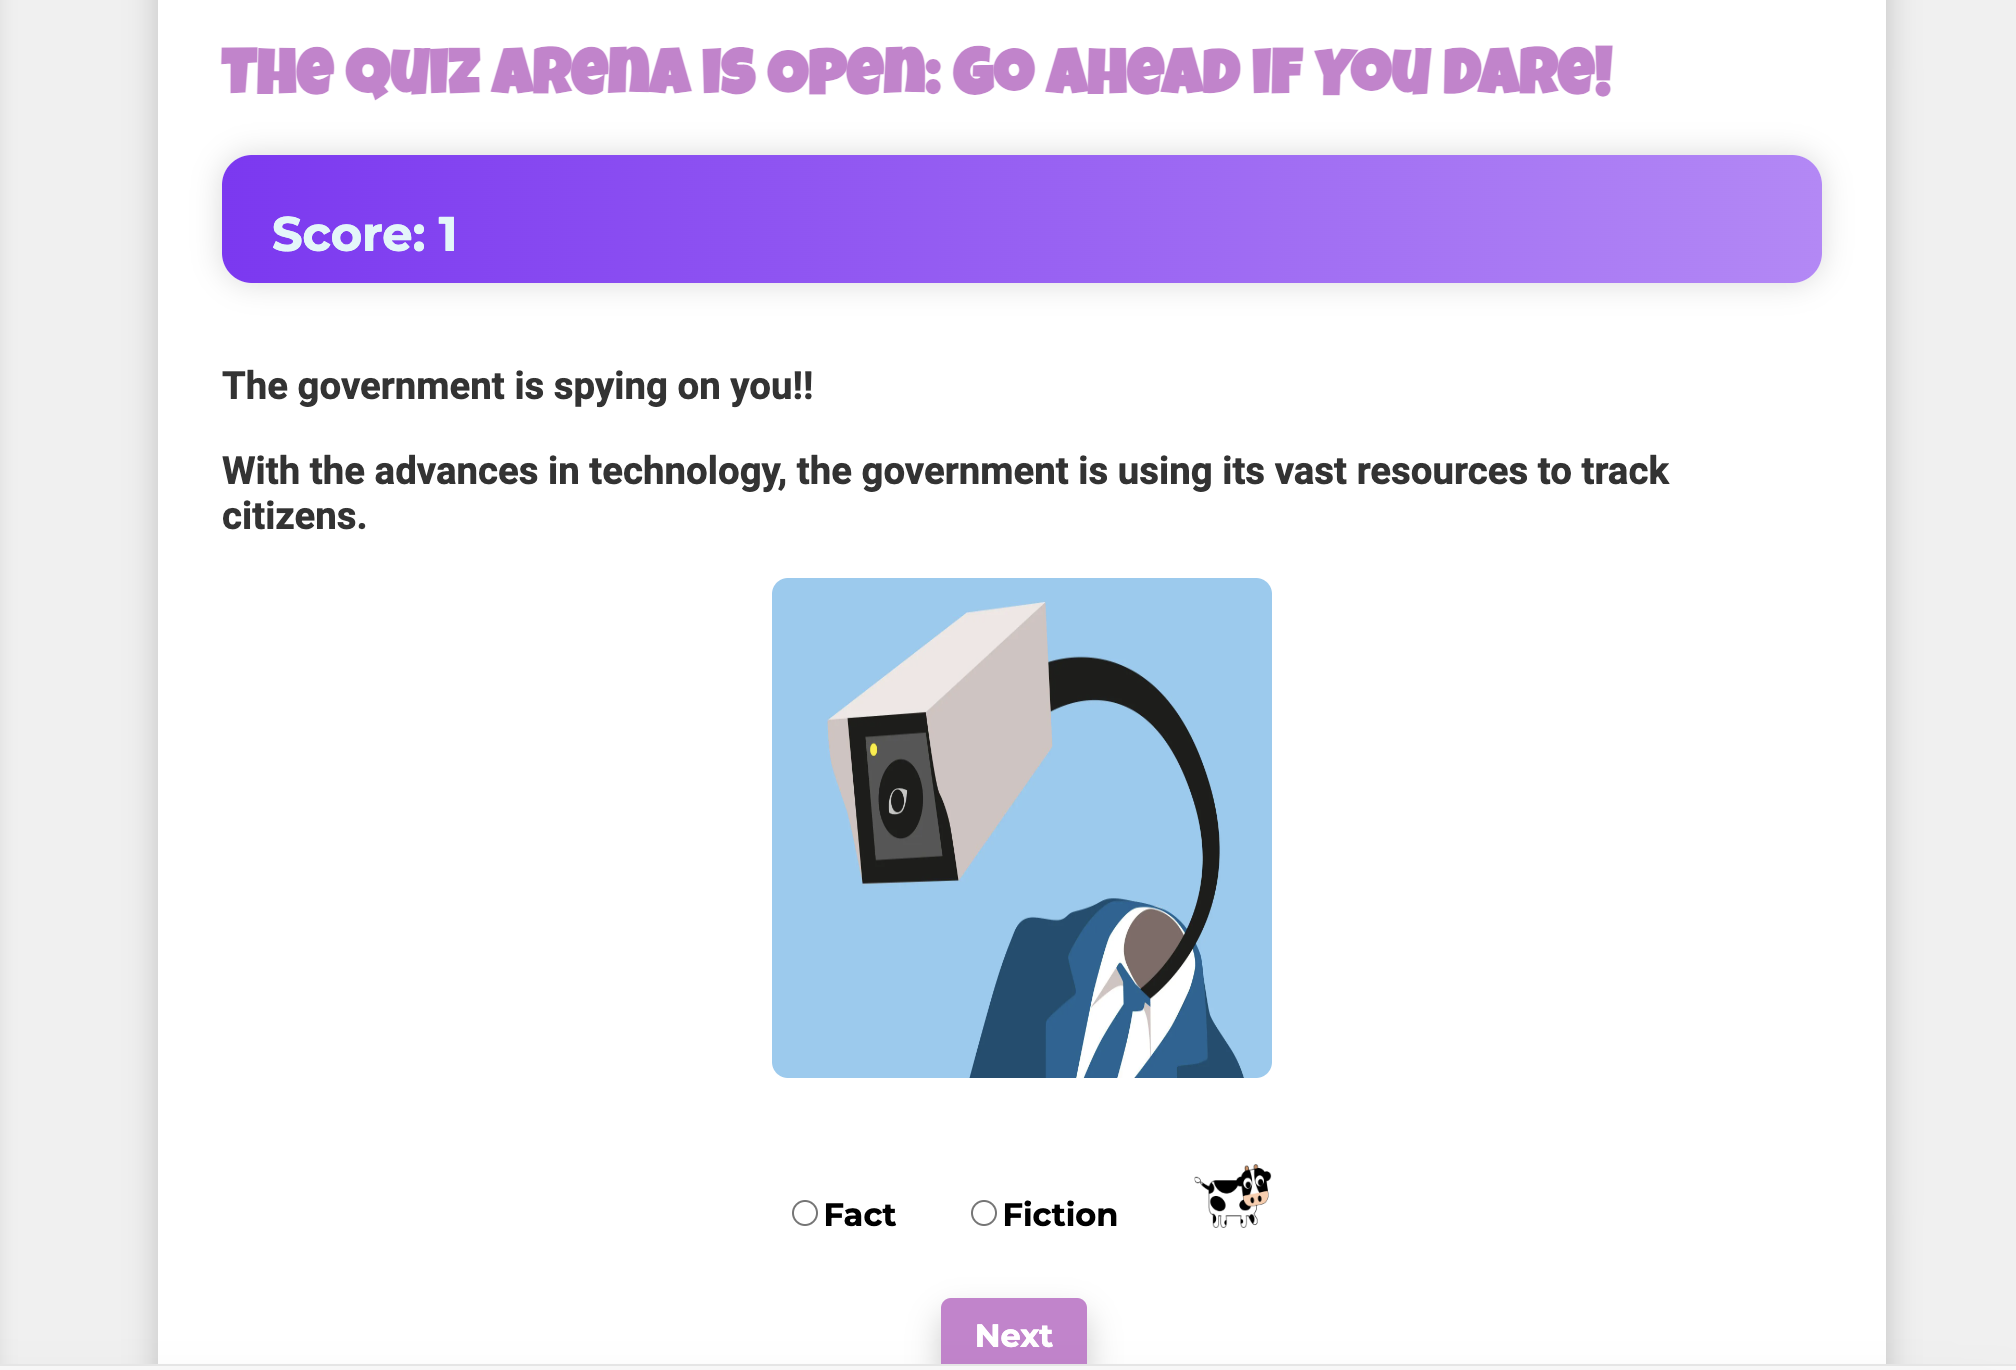 The Quiz Arena is open: Go ahead if you dare!
Score: 1
The government is spying on you!!
With the advances in technology, the government is using its vast resources to track
citizens.
Fact Fiction
Next